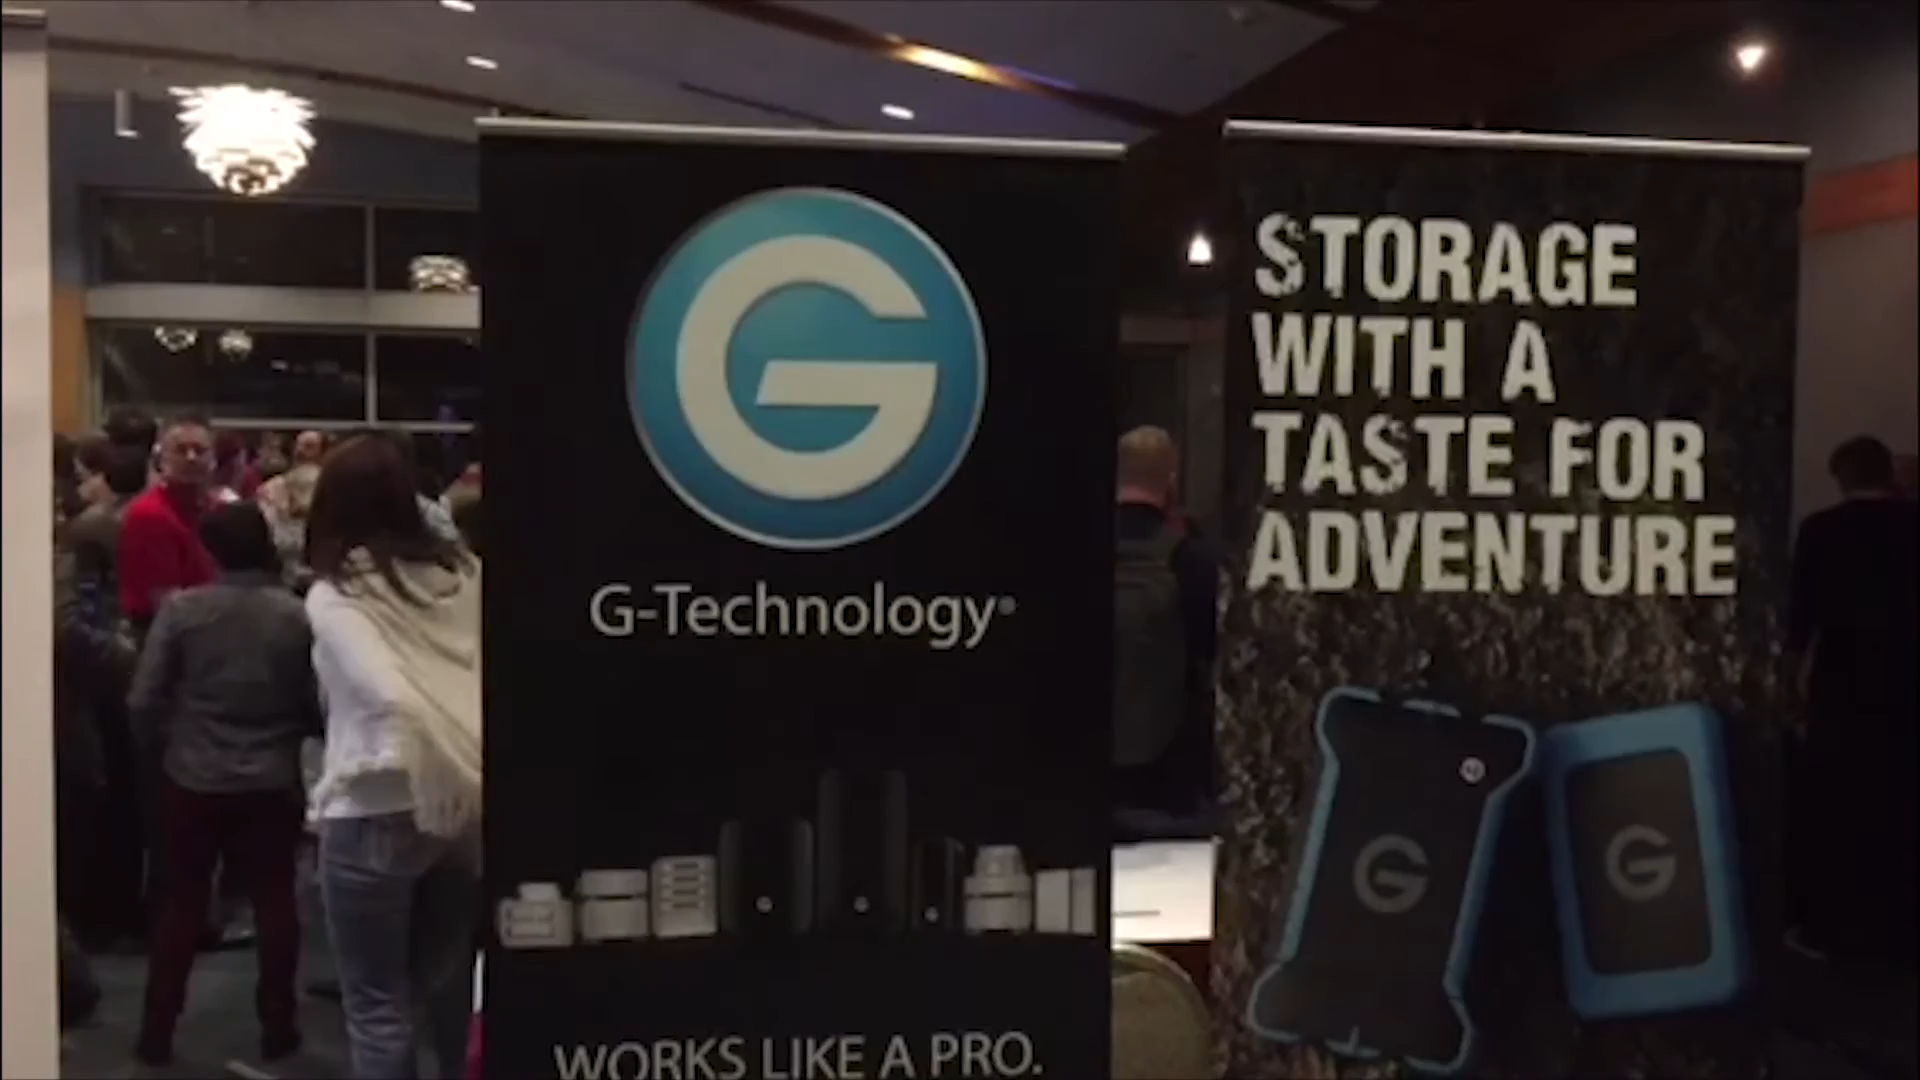 G
G-Technology®
WORKS LIKE A PRO.
STORAGE
WITH A
TASTE FOR
ADVENTURE
G
G